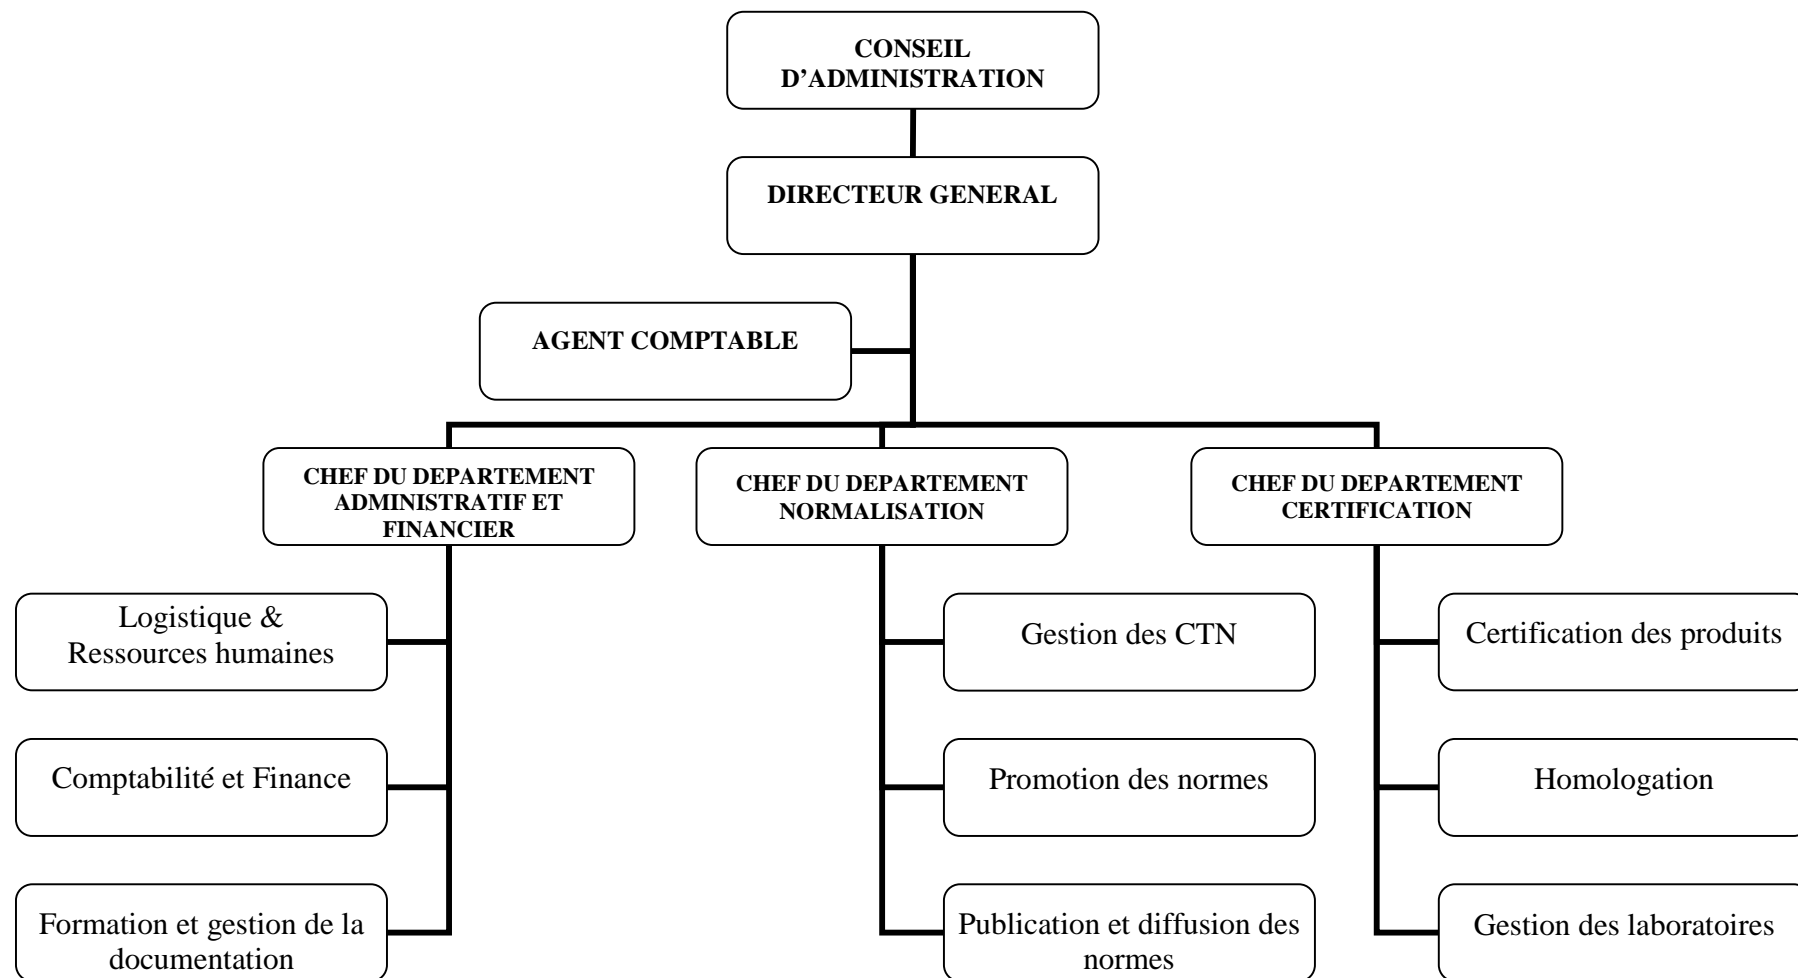 CONSEIL
D’ADMINISTRATION
DIRECTEUR GENERAL
AGENT COMPTABLE
CHEF DU DEPARTEMENT
ADMINISTRATIF ET
FINANCIER
CHEF DU DEPARTEMENT
NORMALISATION
CHEF DU DEPARTEMENT
CERTIFICATION
Logistique &
Ressources humaines
Gestion des CTN
Certification des produits
Comptabilité et Finance
Promotion des normes
Homologation
Formation et gestion de la
documentation
Publication et diffusion des
normes
Gestion des laboratoires